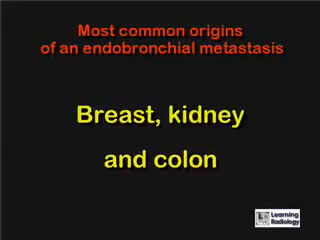 Most common origins
of an endobronchial metastasis
Breast, kidney
and colon
Learning
Radiology